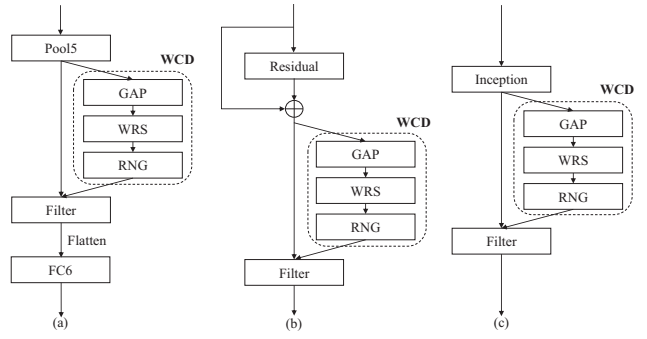 Pool5
WCD
GAP
WRS
RNG
Filter
Flatten
FC6
(a)
Residual
WCD
GAP
WRS
RNG
Filter
(b)
Inception
WCD
GAP
WRS
RNG
Filter
(c)